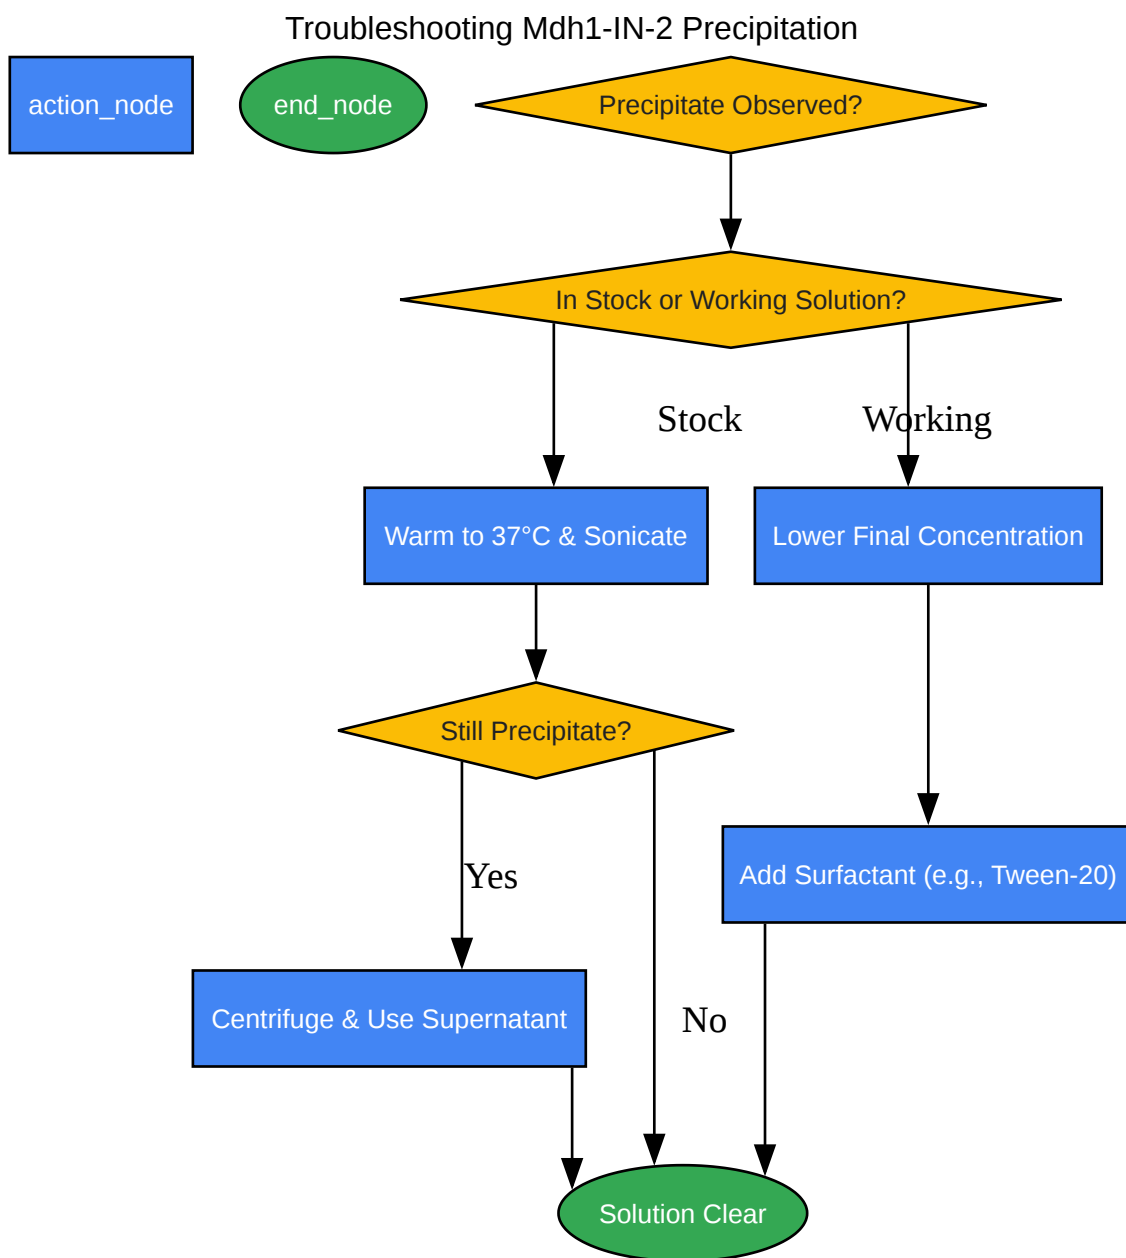 Troubleshooting Mdh1-IN-2 Precipitation
action_node
end_node
Precipitate Observed?
In Stock or Working Solution?
Stock
Working
Warm to 37°C & Sonicate
Lower Final Concentration
Still Precipitate?
Yes
Add Surfactant (e.g., Tween-20)
Centrifuge & Use Supernatant
No
Solution Clear